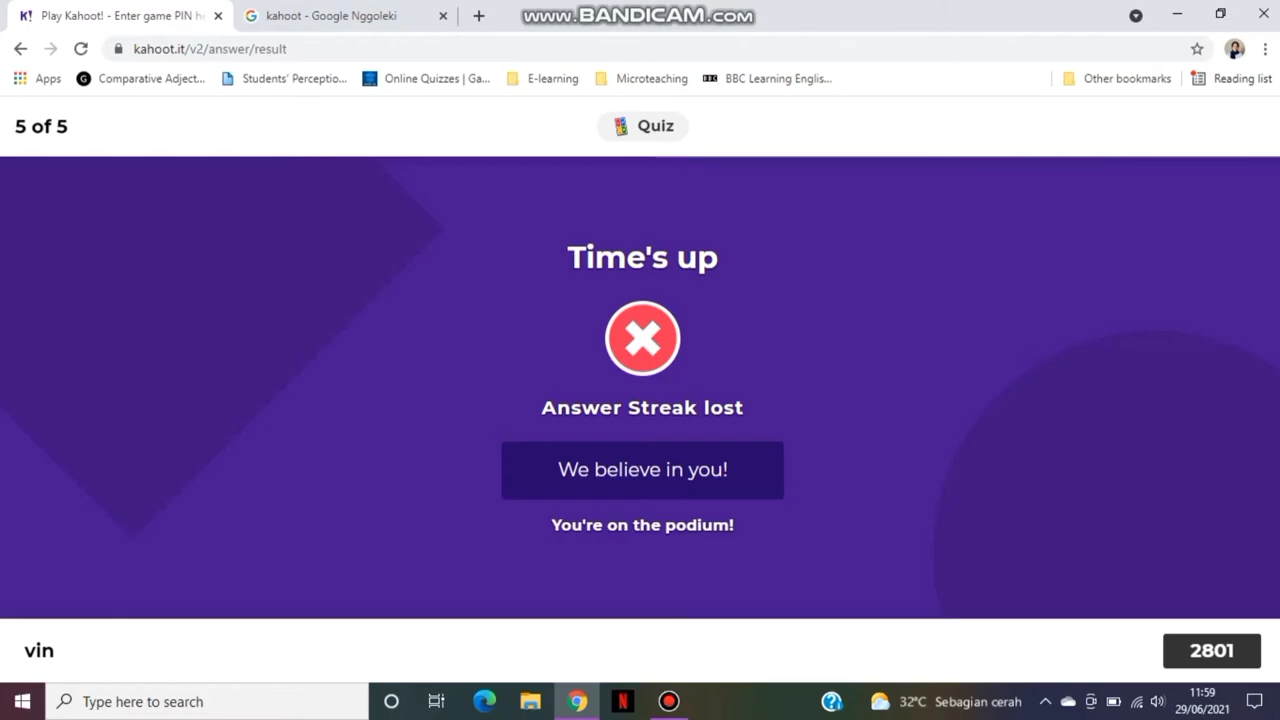 K! Play Kahoot! - Enter game PIN he
kahoot - Google Nggoleki
WWW.BANDICAM.COM
kahoot.it/v2/answer/result
Apps
G Comparative Adject...
Students' Perceptio...
Online Quizzes | Ga...
E-learning
Microteaching
BBC BBC Learning Englis...
Other bookmarks
Reading list
5 of 5
Quiz
Time's up
Answer Streak lost
We believe in you!
You're on the podium!
vin
2801
Type here to search
N
32°C Sebagian cerah
11:59
29/06/2021